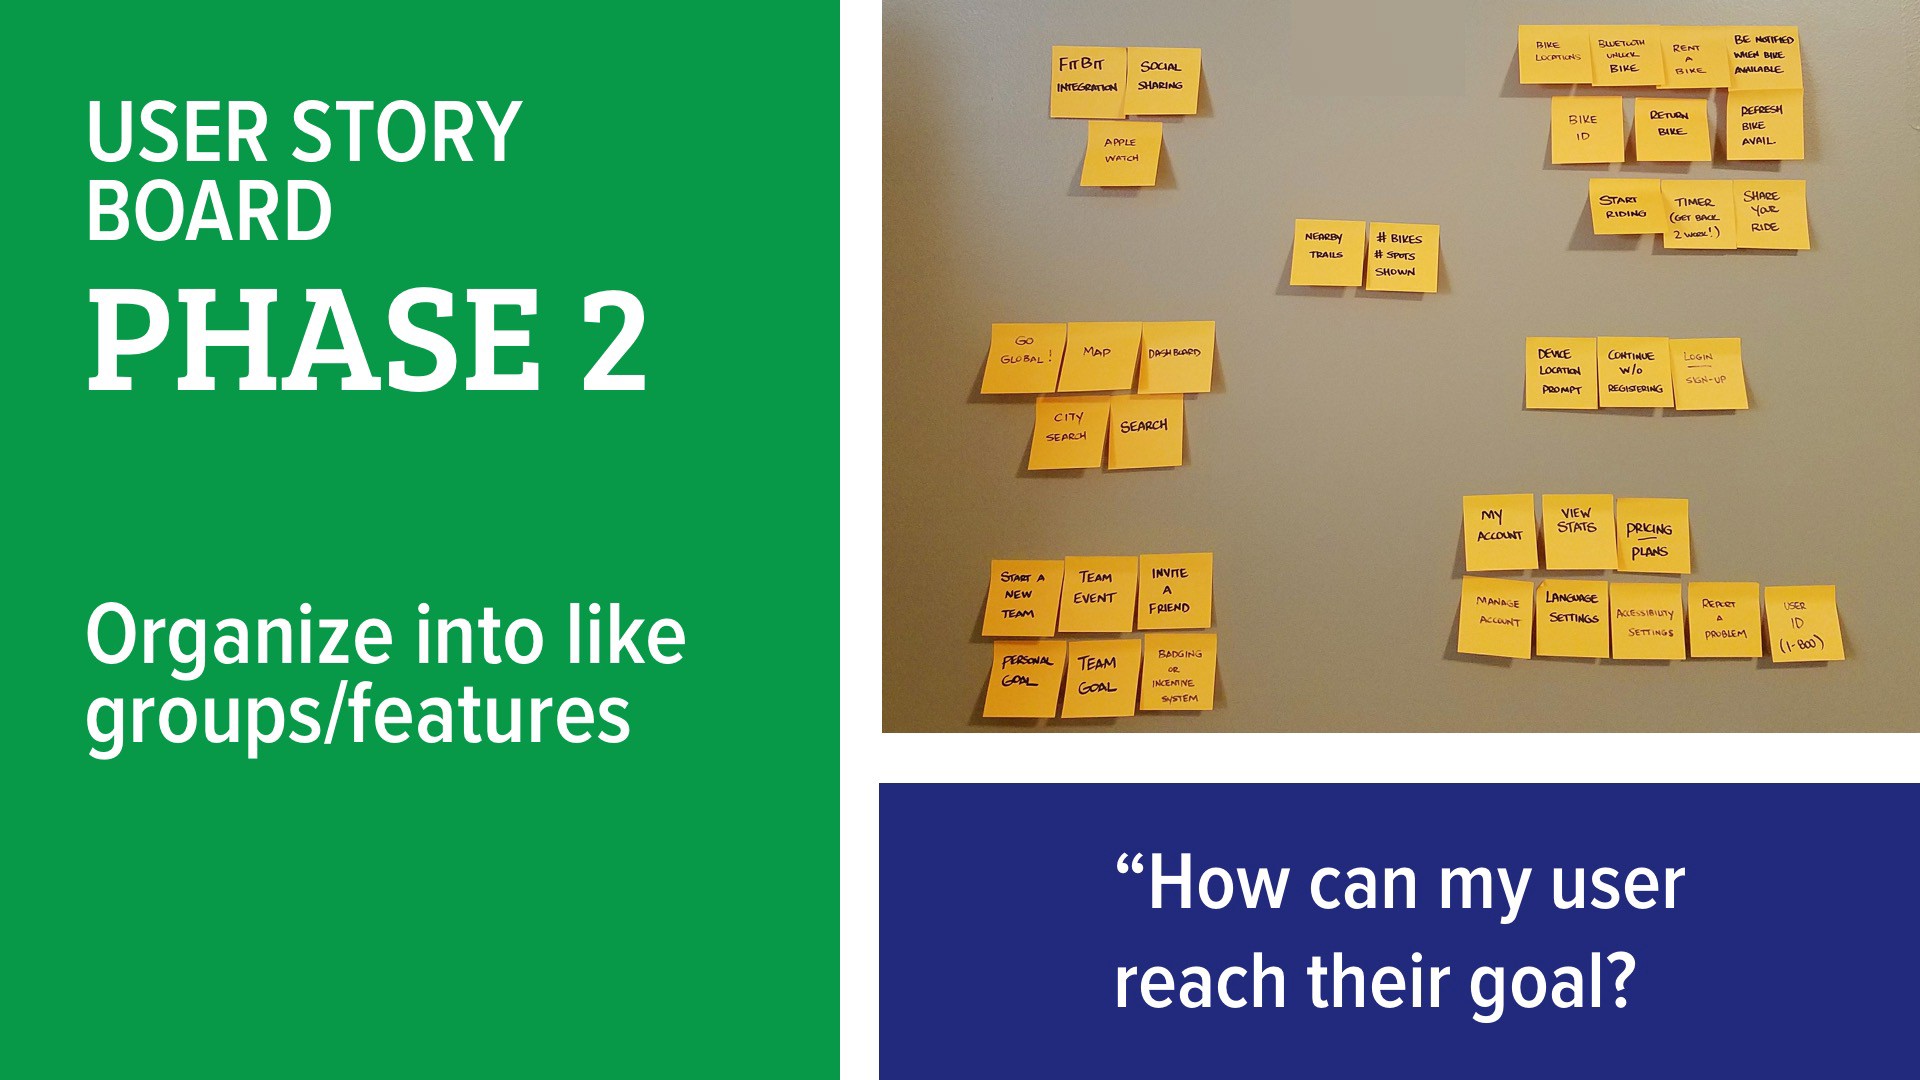 USER STORY
BOARD
PHASE 2
Organize into like
groups/features
FITBIT
INTEGRATION
SOCIAL
SHARING
APPLE
WATCH
BIKE
LOCATIONS
BLUETOOTH
UNLOCK
BIKE
RENT
A
BIKE
BE NOTIFIED
WHEN BIKE
AVAILABLE
BIKE
ID
RETURN
BIKE
REFRESH
BIKE
AVAIL.
START
RIDING
TIMER
(GET BACK
2 WORK!)
SHARE
YOUR
RIDE
NEARBY
TRAILS
# BIKES
# SPOTS
SHOWN
GO
GLOBAL!
MAP
DASHBOARD
CITY
SEARCH
SEARCH
DEVICE
LOCATION
PROMPT
CONTINUE
W/O
REGISTERING
LOGIN
SIGN-UP
MY
ACCOUNT
VIEW
STATS
PRICING
PLANS
MANAGE
ACCOUNT
LANGUAGE
SETTINGS
ACCESSIBILITY
SETTINGS
REPORT
A
PROBLEM
USER
ID
(1-800)
START A
NEW
TEAM
TEAM
EVENT
INVITE
A
FRIEND
PERSONAL
GOAL
TEAM
GOAL
BADGING
OR
INCENTIVE
SYSTEM
“How can my user
reach their goal?